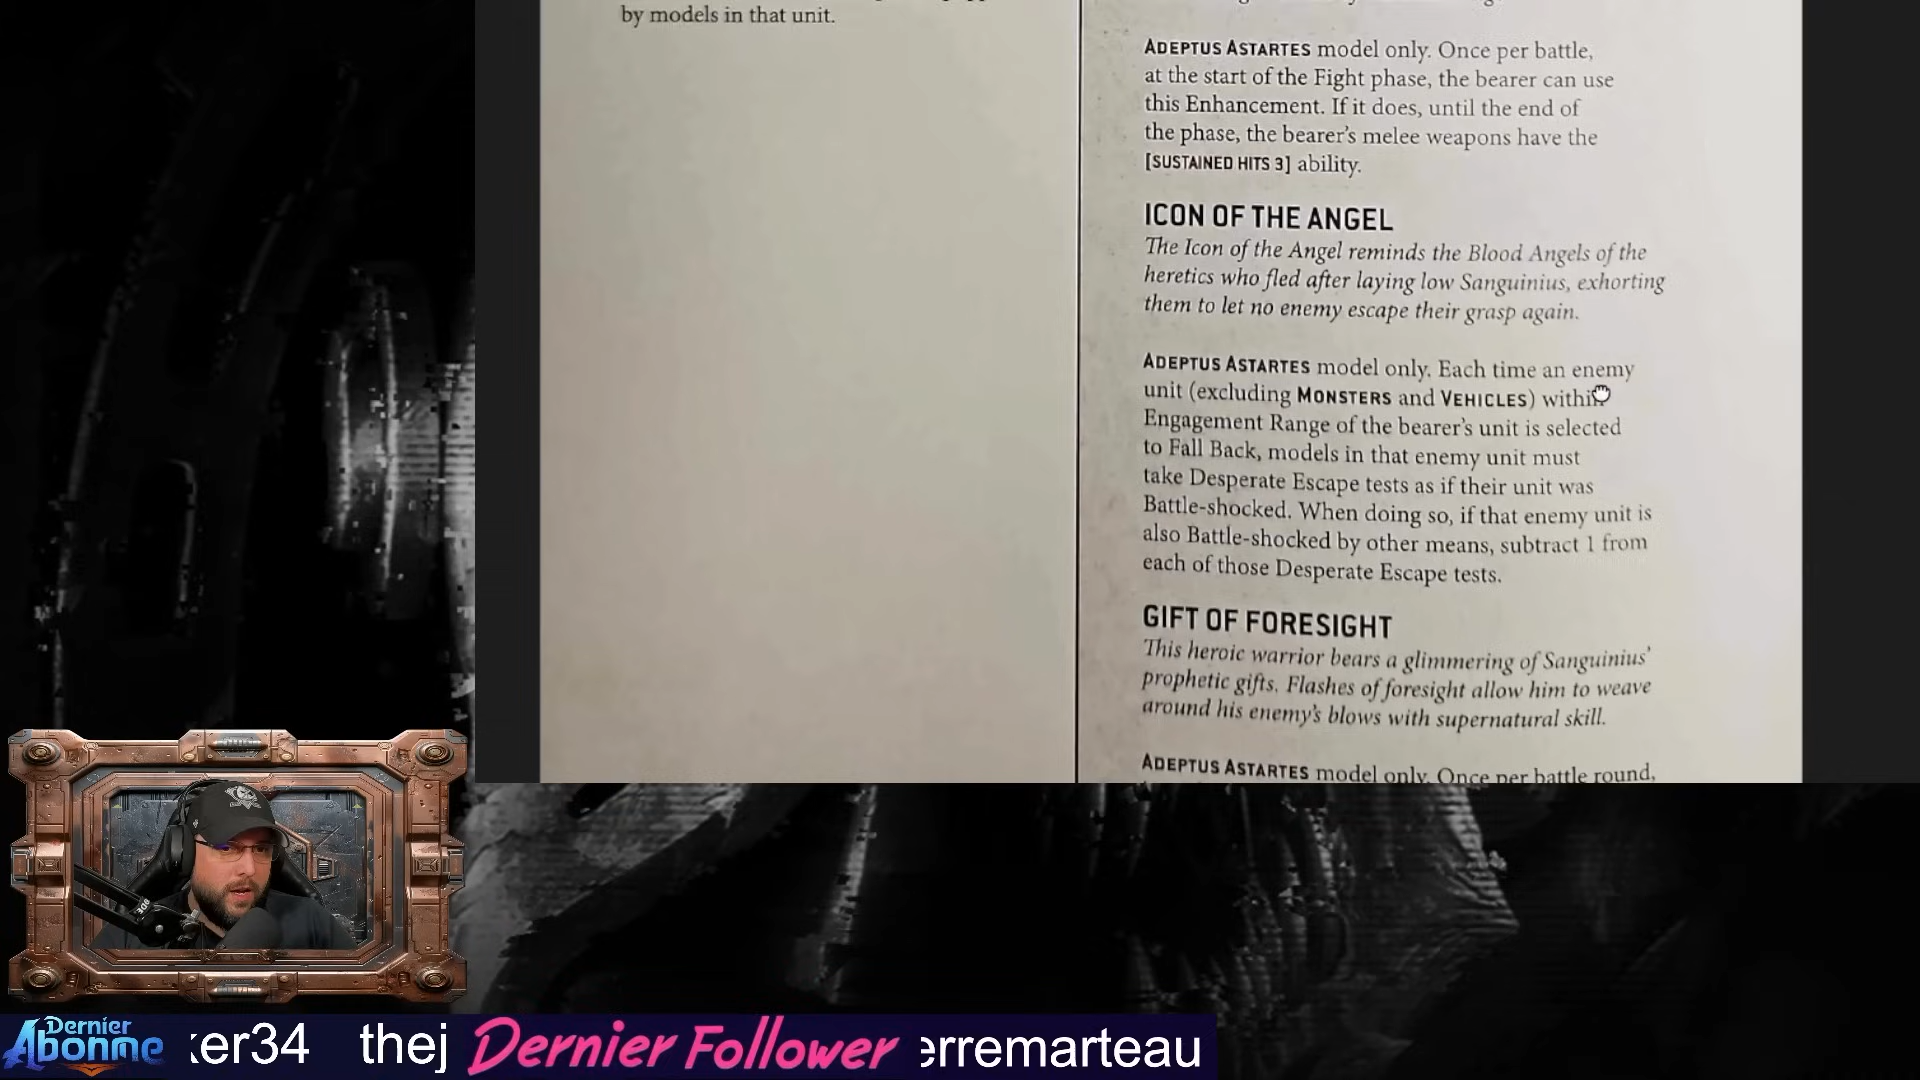 by models in that unit.
ADEPTUS ASTARTES model only. Once per battle,
at the start of the Fight phase, the bearer can use
this Enhancement. If it does, until the end of
the phase, the bearer's melee weapons have the
[SUSTAINED HITS 3] ability.
ICON OF THE ANGEL
The Icon of the Angel reminds the Blood Angels of the
heretics who fled after laying low Sanguinius, exhorting
them to let no enemy escape their grasp again.
ADEPTUS ASTARTES model only. Each time an enemy
unit (excluding MONSTERS and VEHICLES) within
Engagement Range of the bearer's unit is selected
to Fall Back, models in that enemy unit must
take Desperate Escape tests as if their unit was
Battle-shocked. When doing so, if that enemy unit is
also Battle-shocked by other means, subtract 1 from
each of those Desperate Escape tests.
GIFT OF FORESIGHT
This heroic warrior bears a glimmering of Sanguinius'
prophetic gifts. Flashes of foresight allow him to weave
around his enemy's blows with supernatural skill.
ADEPTUS ASTARTES model only. Once per battle round,
Dernier
Abonné
ker34 thej
Dernier Follower
erremarteau